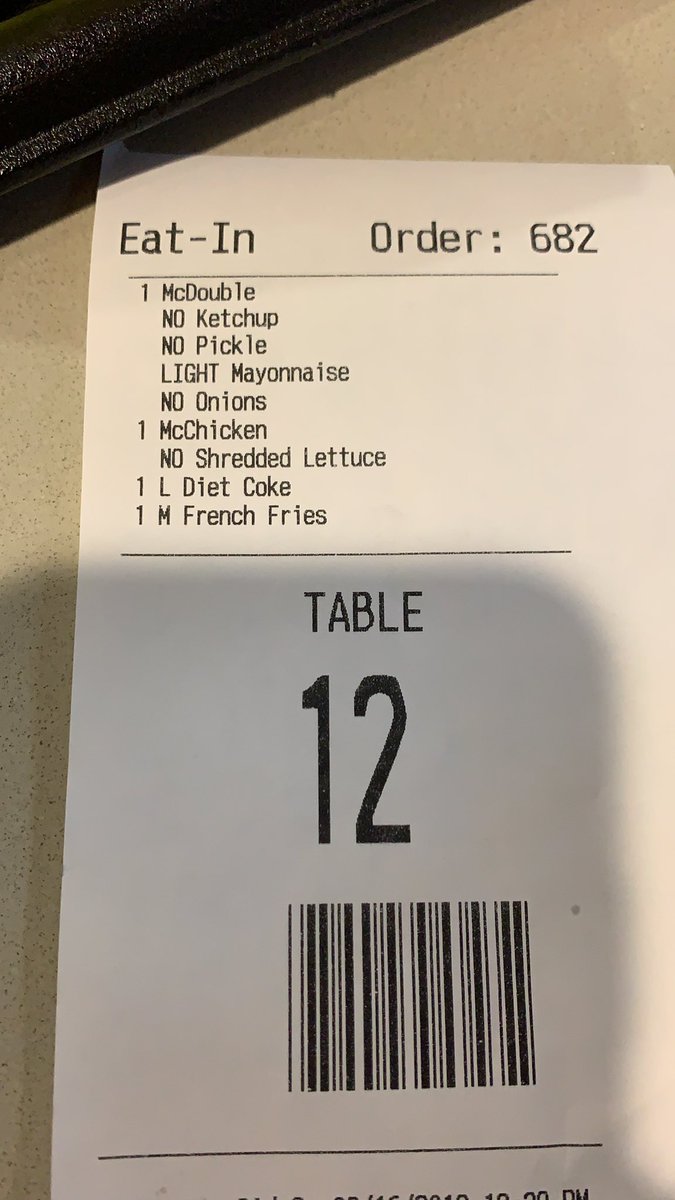 Eat-In Order: 682
1 McDouble
NO Ketchup
NO Pickle
LIGHT Mayonnaise
NO Onions
1 McChicken
NO Shredded Lettuce
1 L Diet Coke
1 M French Fries
TABLE
12